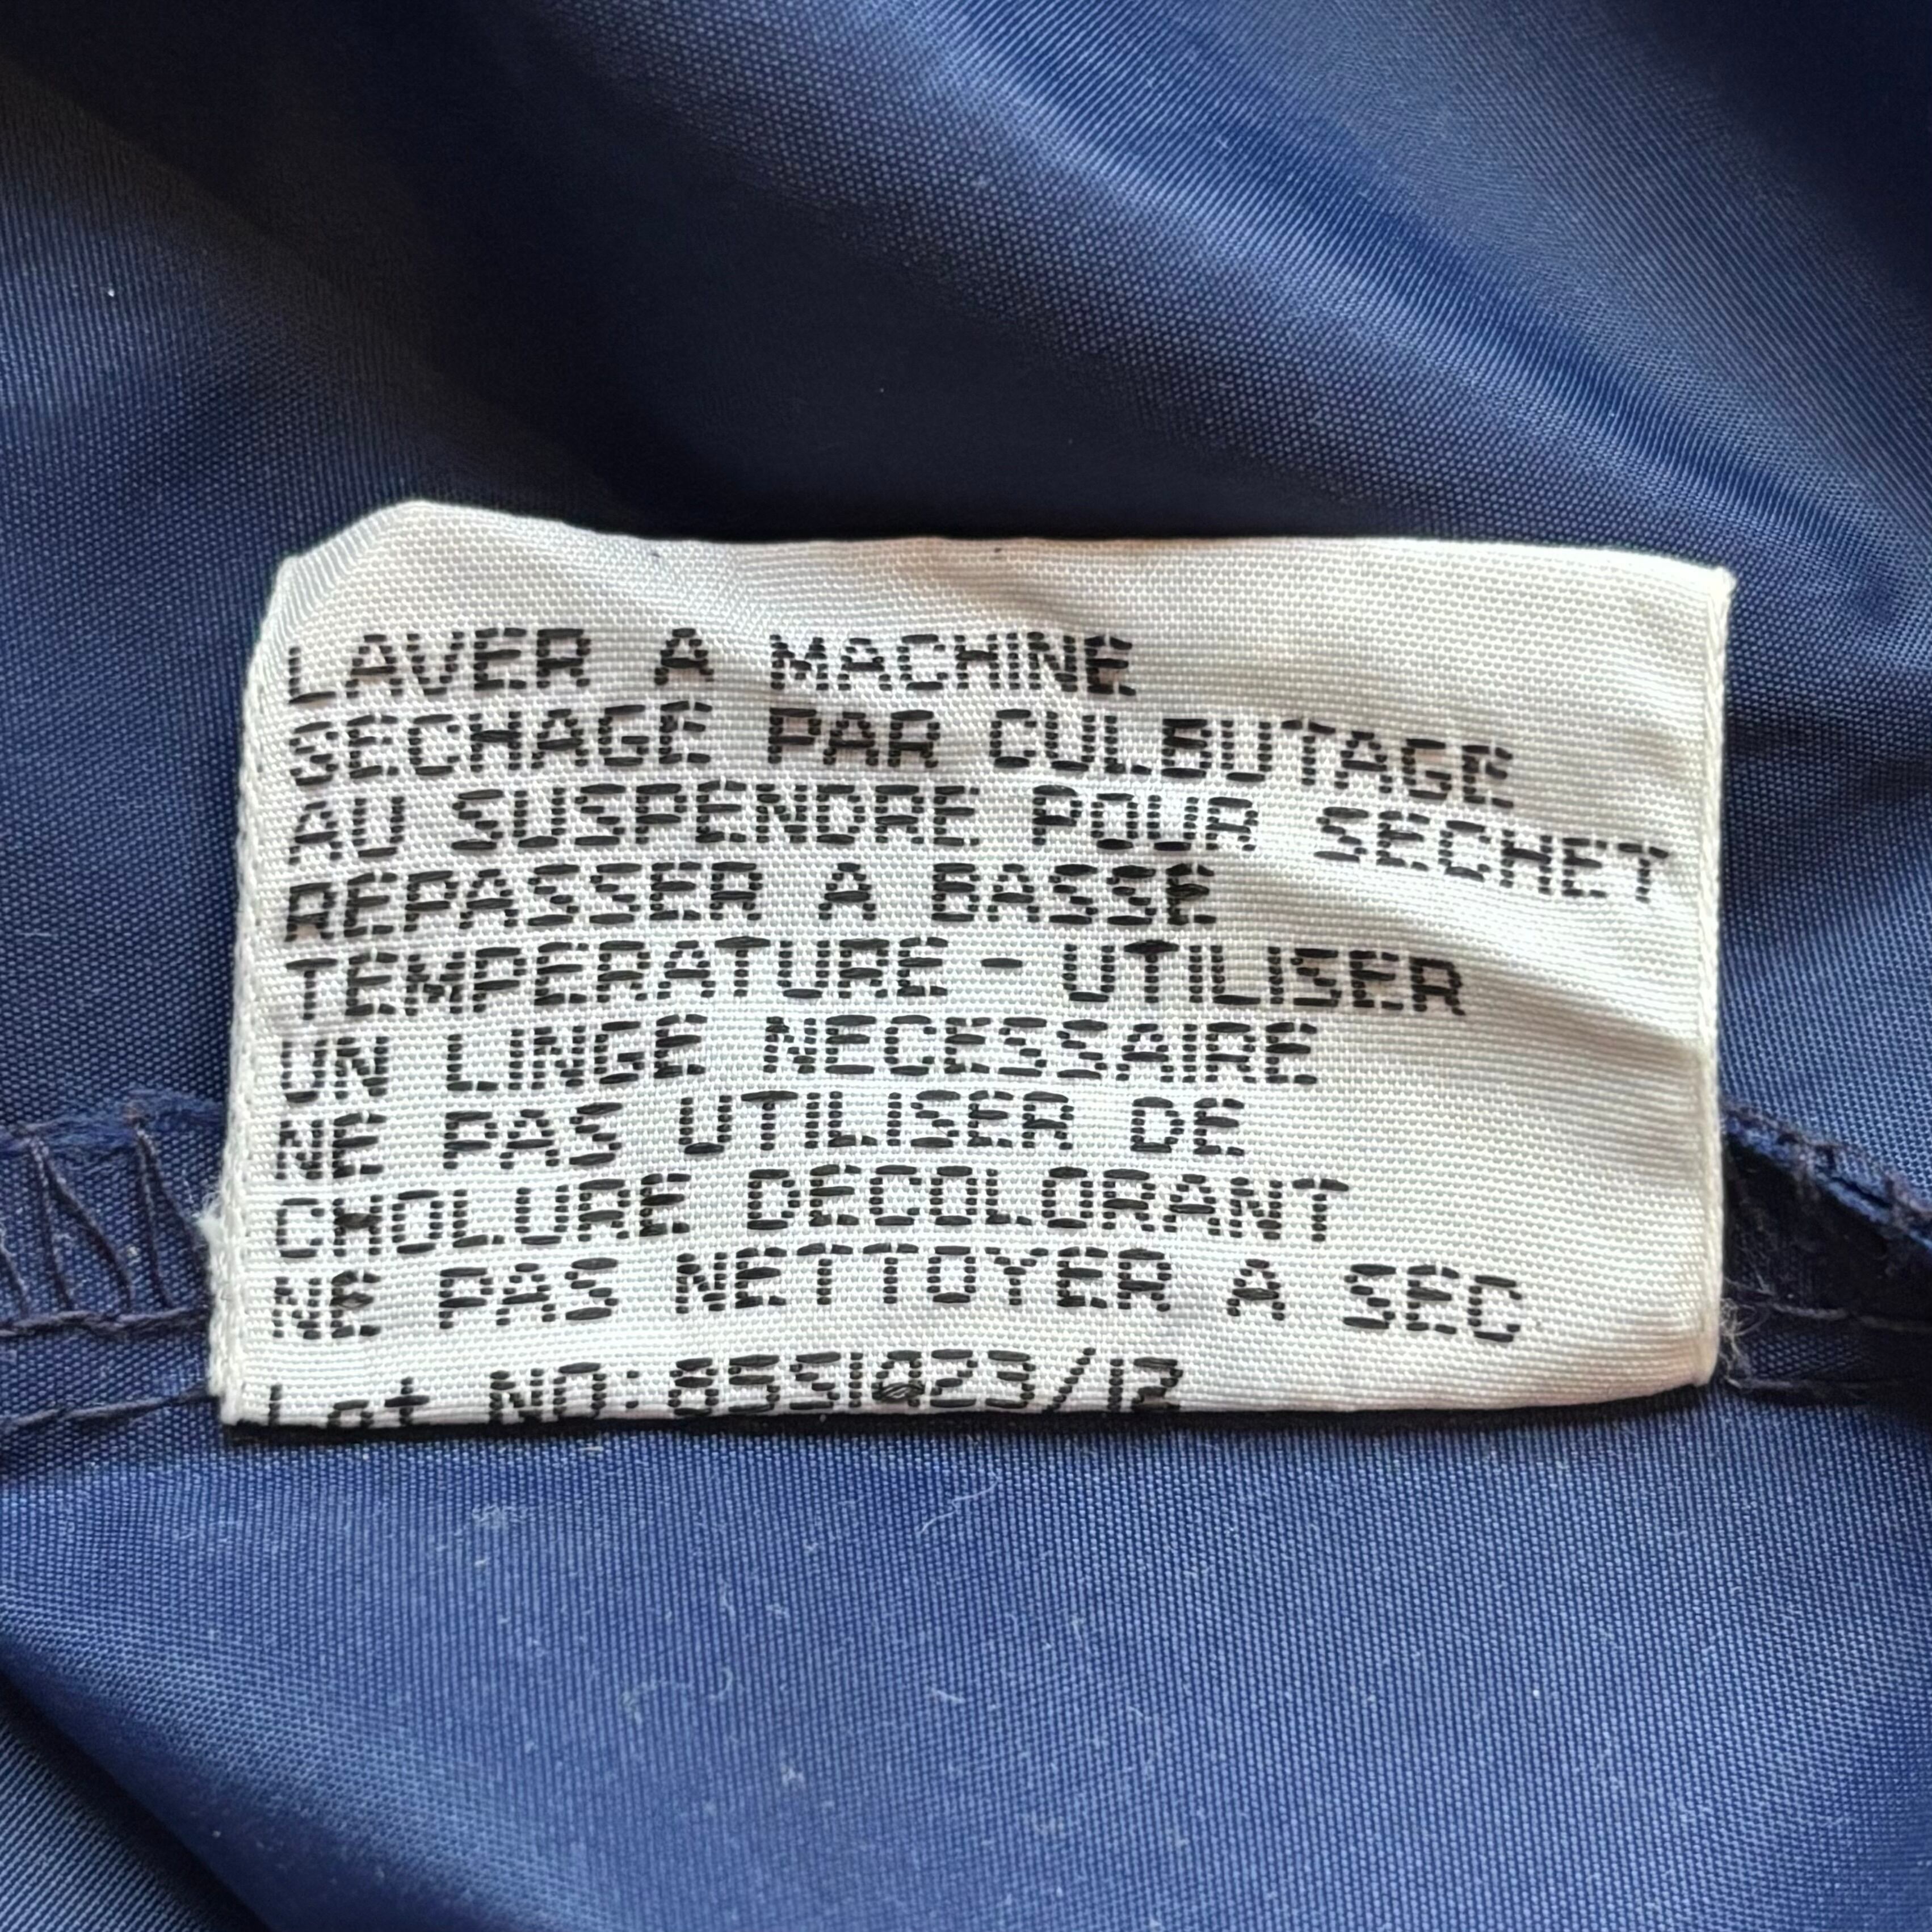 LAVER A MACHINE
SECHAGE PAR CULBUTAGE
AU SUSPENDRE POUR SECHET
REPASSER A BASSE
TEMPERATURE - UTILISER
UN LINGE NECESSAIRE
NE PAS UTILISER DE
CHOLURE DECOLORANT
NE PAS NETTOYER A SEC
Lot NO: 85S1Q23/12